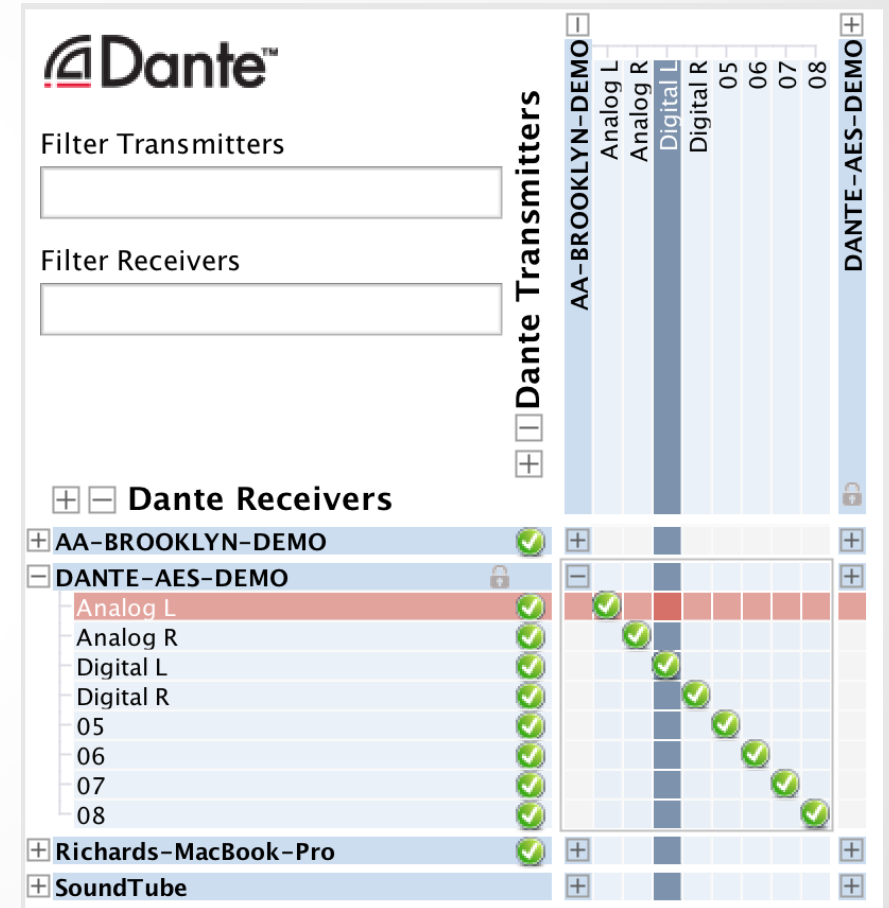 Dante™
Filter Transmitters
Filter Receivers
Dante Transmitters
AA-BROOKLYN-DEMO
Analog L
Analog R
Digital L
Digital R
05
06
07
08
DANTE-AES-DEMO
Dante Receivers
AA-BROOKLYN-DEMO
DANTE-AES-DEMO
Analog L
Analog R
Digital L
Digital R
05
06
07
08
Richards-MacBook-Pro
SoundTube